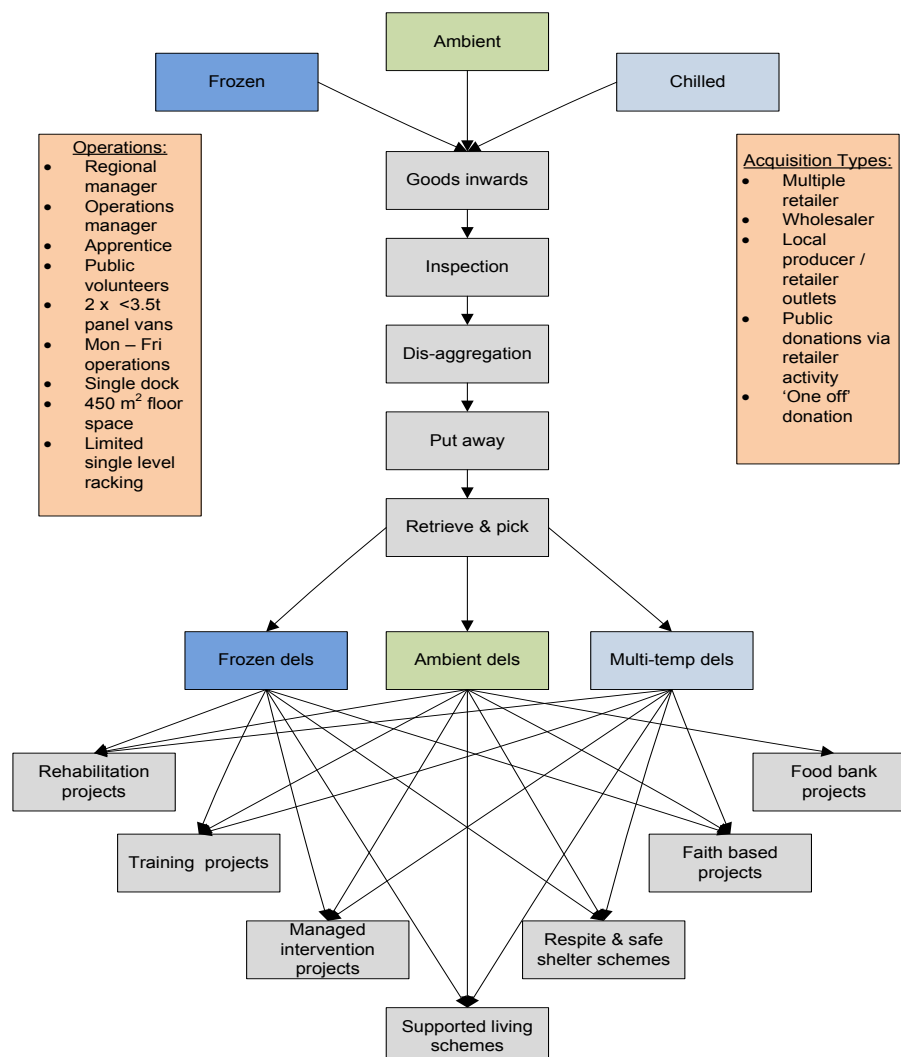 Ambient
Frozen
Chilled
Operations:
• Regional
manager
• Operations
manager
• Apprentice
• Public
volunteers
• 2 x <3.5t
panel vans
• Mon – Fri
operations
• Single dock
• 450 m² floor
space
• Limited
single level
racking
Acquisition Types:
• Multiple
retailer
• Wholesaler
• Local
producer /
retailer
outlets
• Public
donations via
retailer
activity
• ‘One off’
donation
Goods inwards
Inspection
Dis-aggregation
Put away
Retrieve & pick
Frozen dels
Ambient dels
Multi-temp dels
Rehabilitation
projects
Food bank
projects
Training projects
Faith based
projects
Managed
intervention
projects
Respite & safe
shelter schemes
Supported living
schemes